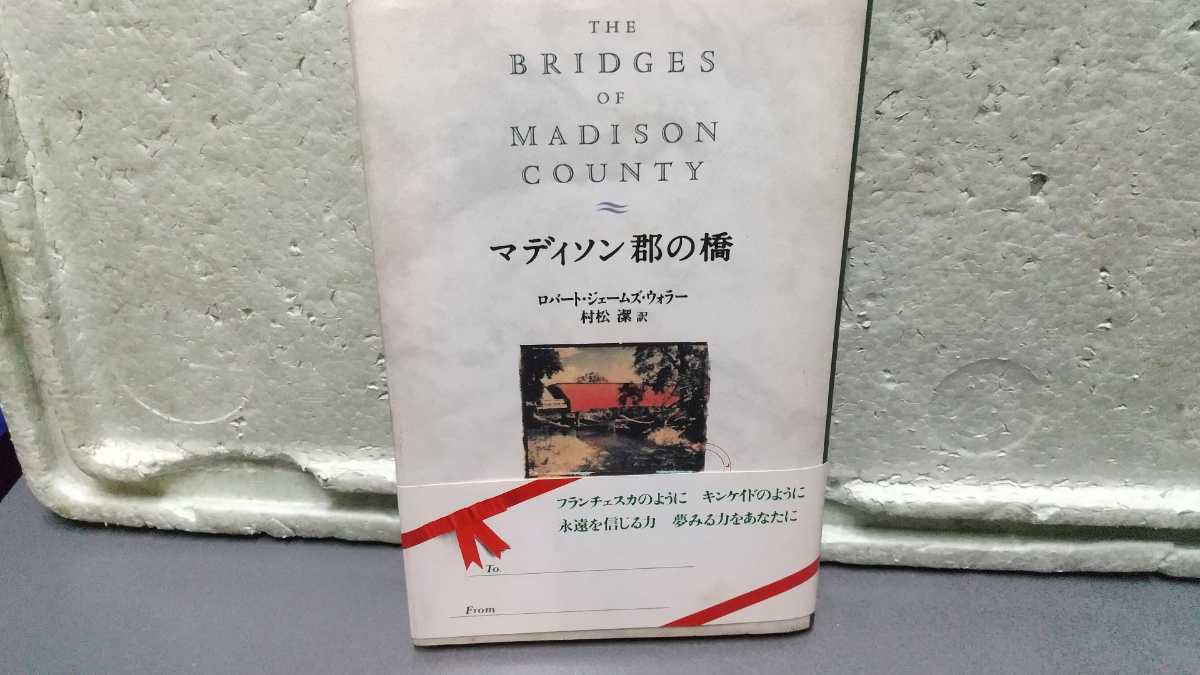 THE
BRIDGES
OF
MADISON
COUNTY
マディソン郡の橋
ロバート・ジェームズ・ウォラー
村松 潔 訳
フランチェスカのように キンケイドのように
永遠を信じる力 夢みる力をあなたに
To.
From